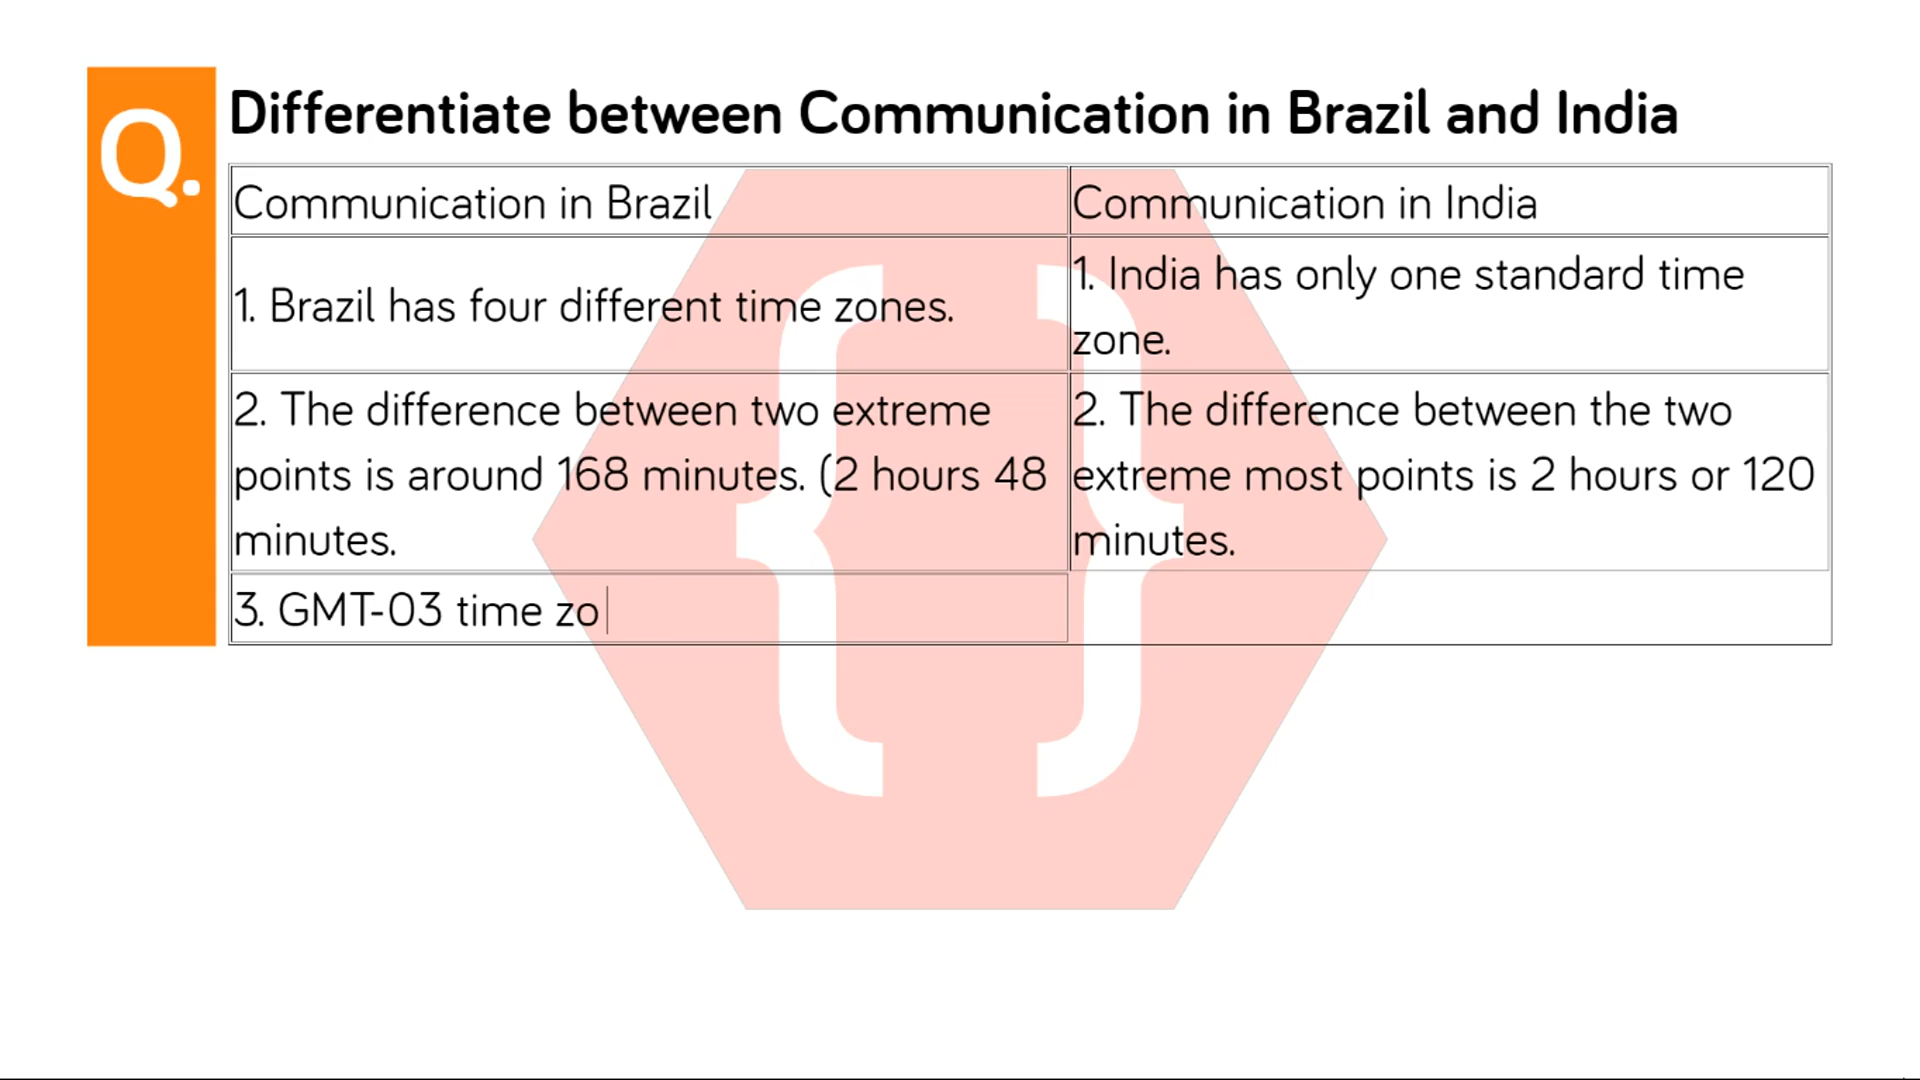 Q.
Differentiate between Communication in Brazil and India
Communication in Brazil
Communication in India
1. Brazil has four different time zones.
1. India has only one standard time
zone.
2. The difference between two extreme
points is around 168 minutes. (2 hours 48
minutes.
2. The difference between the two
extreme most points is 2 hours or 120
minutes.
3. GMT-03 time zo